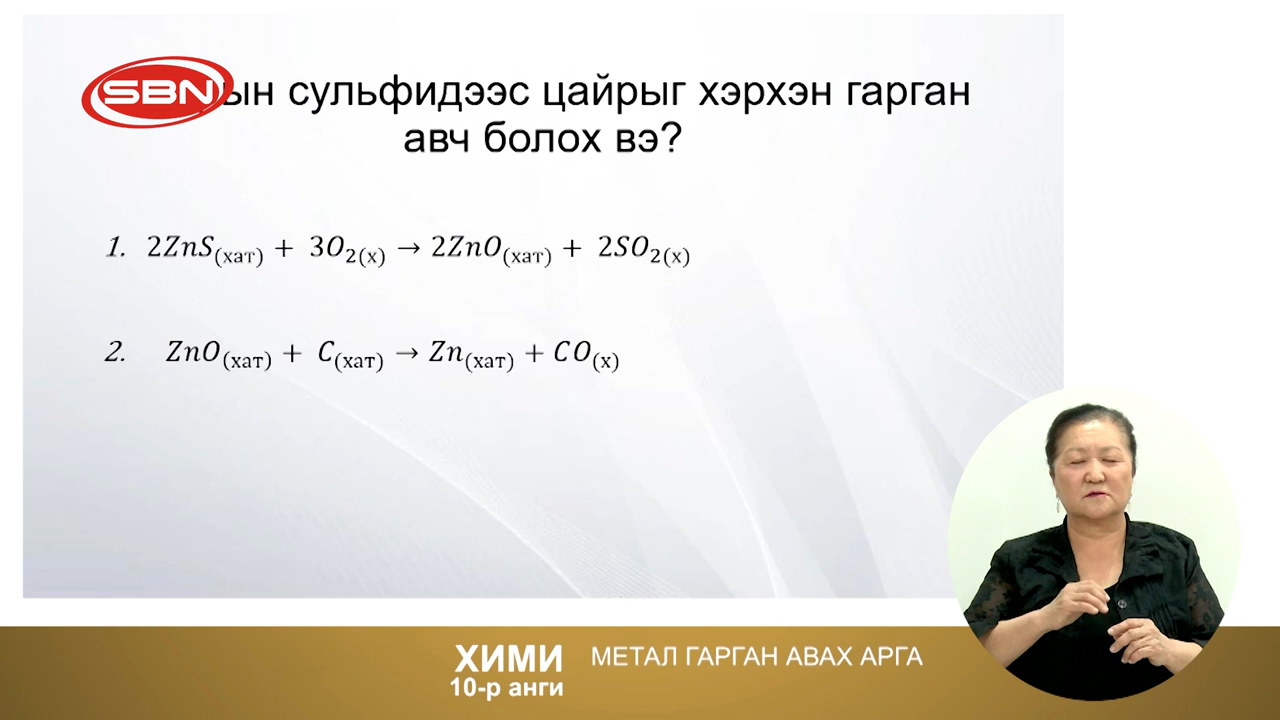 SBN
ын сульфидээс цайрыг хэрхэн гарган
авч болох вэ?
1. 2ZnS(хат) + 3O2(х) → 2ZnO(хат) + 2SO2(х)
2. ZnO(хат) + C(хат) → Zn(хат) + CO(х)
ХИМИ
10-р анги
МЕТАЛ ГАРГАН АВАХ АРГА